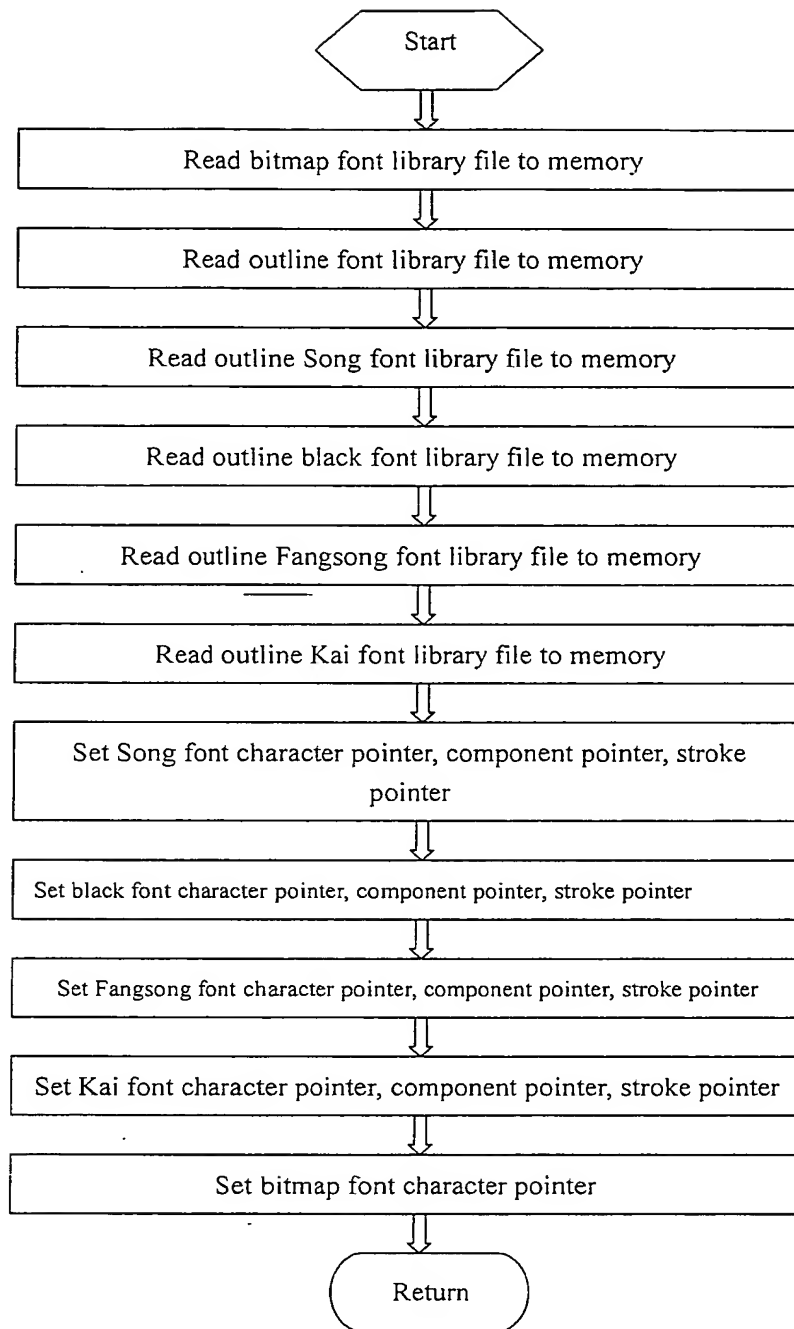 Start
Read bitmap font library file to memory
Read outline font library file to memory
Read outline Song font library file to memory
Read outline black font library file to memory
Read outline Fangsong font library file to memory
Read outline Kai font library file to memory
Set Song font character pointer, component pointer, stroke
pointer
Set black font character pointer, component pointer, stroke pointer
Set Fangsong font character pointer, component pointer, stroke pointer
Set Kai font character pointer, component pointer, stroke pointer
Set bitmap font character pointer
Return